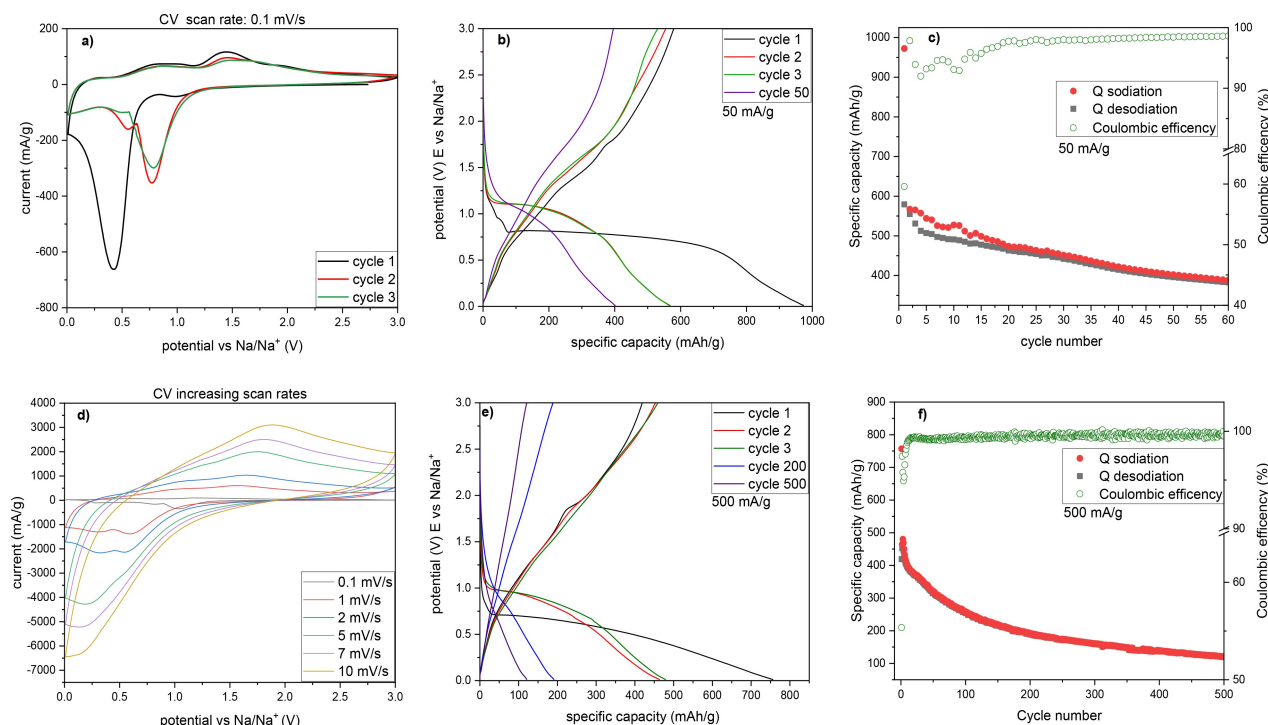 CV scan rate: 0.1 mV/s
a)
200
0
-200
-400
-600
-800
current (mA/g)
0.0 0.5 1.0 1.5 2.0 2.5 3.0
potential vs Na/Na⁺ (V)
cycle 1
cycle 2
cycle 3
b)
3.0
2.5
2.0
1.5
1.0
0.5
0.0
potential (V) E vs Na/Na⁺
0 200 400 600 800 1000
specific capacity (mAh/g)
cycle 1
cycle 2
cycle 3
cycle 50
50 mA/g
c)
1000
900
800
700
600
500
400
Specific capacity (mAh/g)
0 5 10 15 20 25 30 35 40 45 50 55 60
cycle number
Q sodiation
Q desodiation
Coulombic efficency
50 mA/g
100
90
80
60
50
40
Coulombic efficency (%)
CV increasing scan rates
d)
4000
3000
2000
1000
0
-1000
-2000
-3000
-4000
-5000
-6000
-7000
current (mA/g)
0.0 0.5 1.0 1.5 2.0 2.5 3.0
potential vs Na/Na⁺ (V)
0.1 mV/s
1 mV/s
2 mV/s
5 mV/s
7 mV/s
10 mV/s
e)
3.0
2.5
2.0
1.5
1.0
0.5
0.0
potential (V) E vs Na/Na⁺
0 100 200 300 400 500 600 700 800
specific capacity (mAh/g)
cycle 1
cycle 2
cycle 3
cycle 200
cycle 500
500 mA/g
f)
900
800
700
600
500
400
300
200
100
Specific capacity (mAh/g)
0 100 200 300 400 500
Cycle number
Q sodiation
Q desodiation
Coulombic efficency
500 mA/g
100
90
60
50
Coulombic efficency (%)